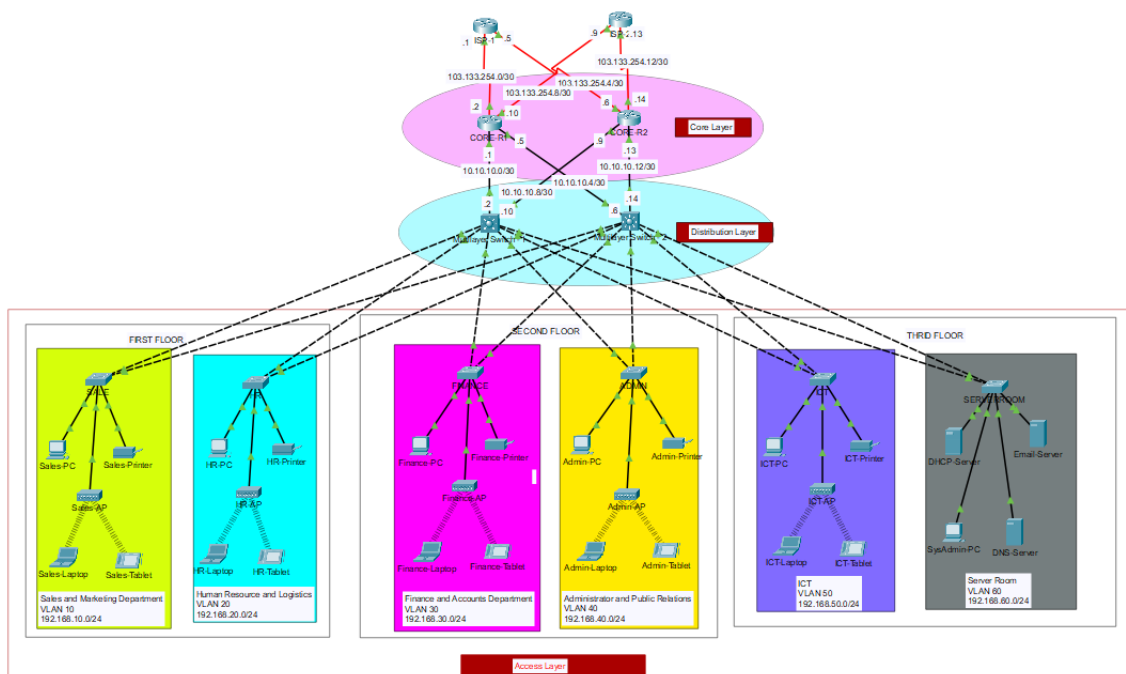 ISP-1
ISP-2
.1
.5
.9
.13
103.133.254.0/30
103.133.254.12/30
103.133.254.4/30
103.133.254.8/30
.2
.10
.6
.14
CORE-R1
CORE-R2
Core Layer
.1
.5
.9
.13
10.10.10.0/30
10.10.10.12/30
10.10.10.4/30
10.10.10.8/30
.2
.10
.6
.14
Multilayer Switch
Multilayer Switch
2
Distribution Layer
FIRST FLOOR
SECOND FLOOR
THRID FLOOR
SALE
HR
FINANCE
ADMIN
ICT
SERVERROOM
Sales-PC
Sales-Printer
HR-PC
HR-Printer
Finance-PC
Finance-Printer
Admin-PC
Admin-Printer
ICT-PC
ICT-Printer
DHCP-Server
Email-Server
Sales-AP
HR-AP
Finance-AP
Admin-AP
ICT-AP
SysAdmin-PC
DNS-Server
Sales-Laptop
Sales-Tablet
HR-Laptop
HR-Tablet
Finance-Laptop
Finance-Tablet
Admin-Laptop
Admin-Tablet
ICT-Laptop
ICT-Tablet
Sales and Marketing Department
VLAN 10
192.168.10.0/24
Human Resource and Logistics
VLAN 20
192.168.20.0/24
Finance and Accounts Department
VLAN 30
192.168.30.0/24
Administrator and Public Relations
VLAN 40
192.168.40.0/24
ICT
VLAN 50
192.168.50.0/24
Server Room
VLAN 60
192.168.60.0/24
Access Layer